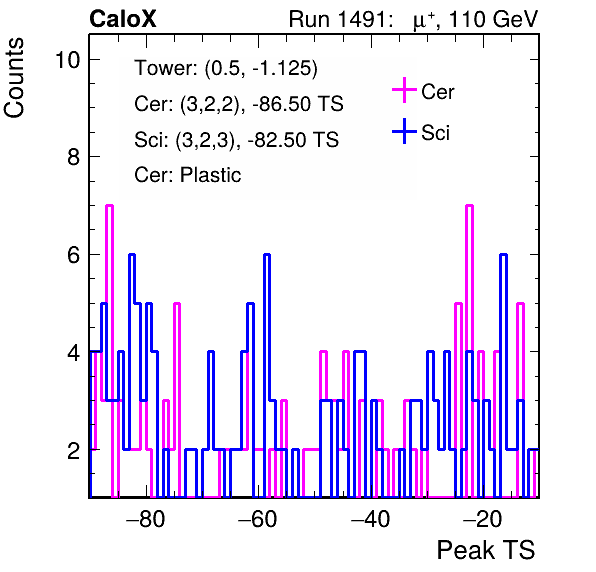 CaloX Run 1491: μ⁺, 110 GeV
Counts
Tower: (0.5, -1.125)
Cer: (3,2,2), -86.50 TS
Sci: (3,2,3), -82.50 TS
Cer: Plastic
Cer
Sci
10
8
6
4
2
−80 −60 −40 −20
Peak TS